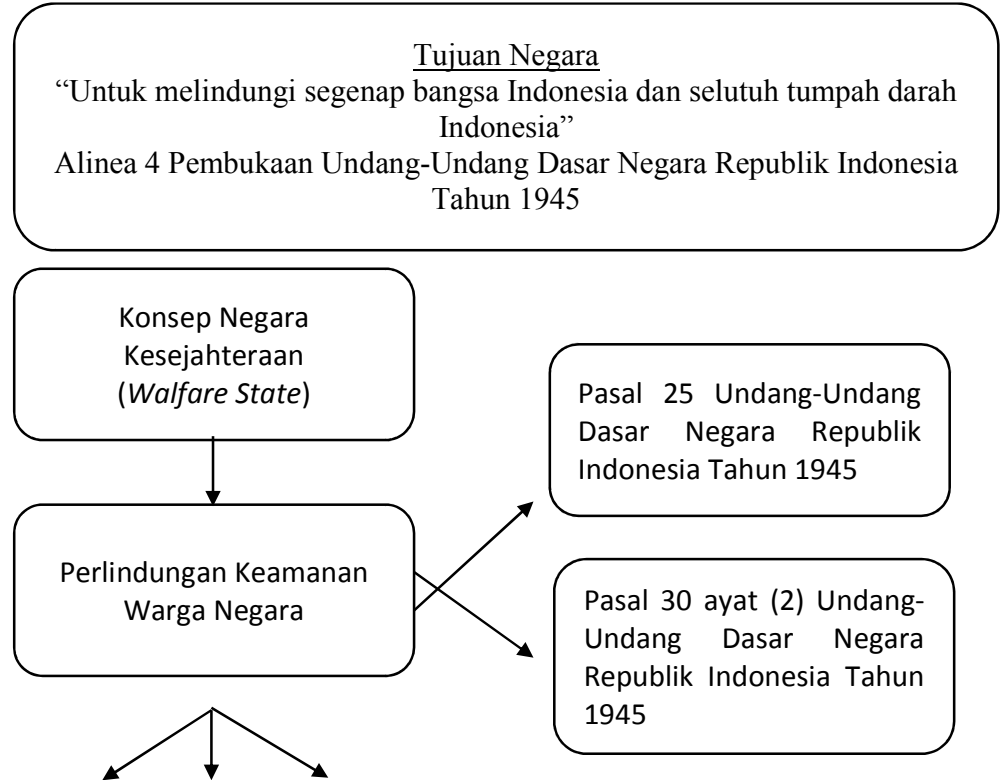 Tujuan Negara
“Untuk melindungi segenap bangsa Indonesia dan selutuh tumpah darah
Indonesia”
Alinea 4 Pembukaan Undang-Undang Dasar Negara Republik Indonesia
Tahun 1945
Konsep Negara
Kesejahteraan
(Walfare State)
Pasal 25 Undang-Undang
Dasar Negara Republik
Indonesia Tahun 1945
Perlindungan Keamanan
Warga Negara
Pasal 30 ayat (2) Undang-
Undang Dasar Negara
Republik Indonesia Tahun
1945